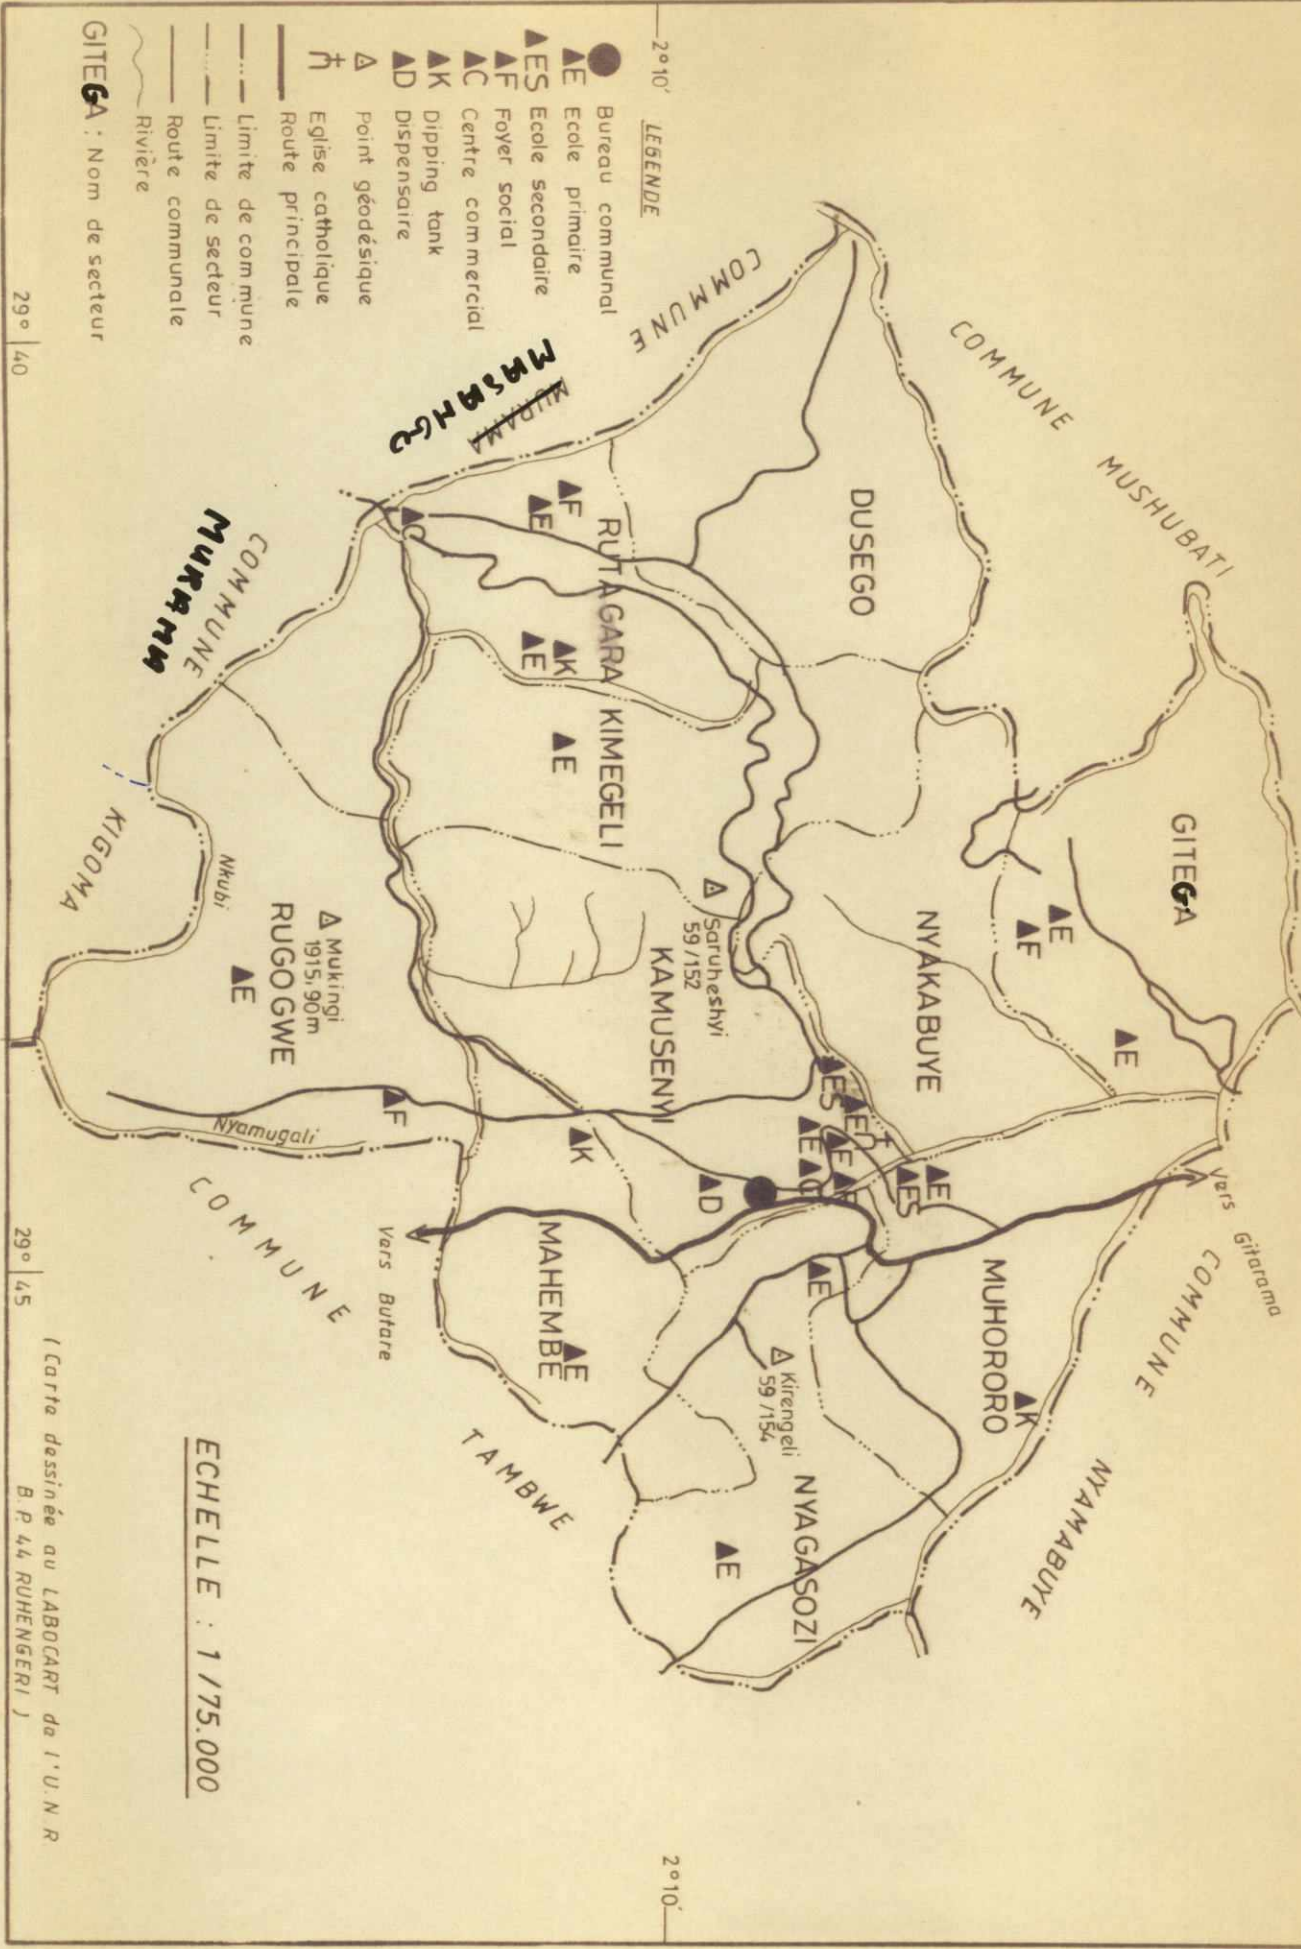 COMMUNE MUSHUBATI
GITEGA
Vers Gitarama
COMMUNE NYAMABUYE
DUSEGO
NYAKABUYE
MUHORORO
COMMUNE
MURAMA
MASANGO
RUTAGARA
KIMEGELI
KAMUSENYI
NYAGASOZI
MAHEMBE
RUGOGWE
Saruheshyi
59/152
Kirengeli
59/154
Mukingi
1915,90m
Nkubi
Nyamugali
COMMUNE
MURAMA
KIGOMA
COMMUNE TAMBWE
Vers Butare
E
F
E
E
K
F
E
K
E
E
C
ES
E
E
E
C
E
ES
E
D
E
K
E
E
F
E
2°10'
2°10'
29° 40
29° 45
LEGENDE
Bureau communal
E Ecole primaire
ES Ecole secondaire
F Foyer social
C Centre commercial
K Dipping tank
D Dispensaire
Point géodésique
Eglise catholique
Route principale
Limite de commune
Limite de secteur
Route communale
Rivière
GITEGA : Nom de secteur
ECHELLE : 1/75.000
(Carte dessinée au LABOCART de l'U.N.R.
B.P. 44 RUHENGERI)